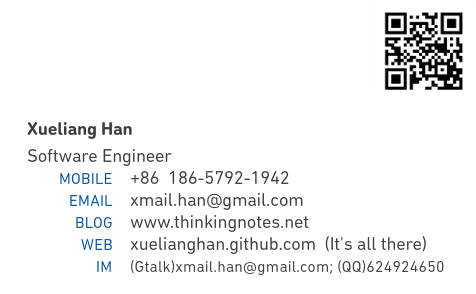 Xueliang Han
Software Engineer
MOBILE +86 186-5792-1942
EMAIL xmail.han@gmail.com
BLOG www.thinkingnotes.net
WEB xuelianghan.github.com (It's all there)
IM (Gtalk)xmail.han@gmail.com; (QQ)624924650